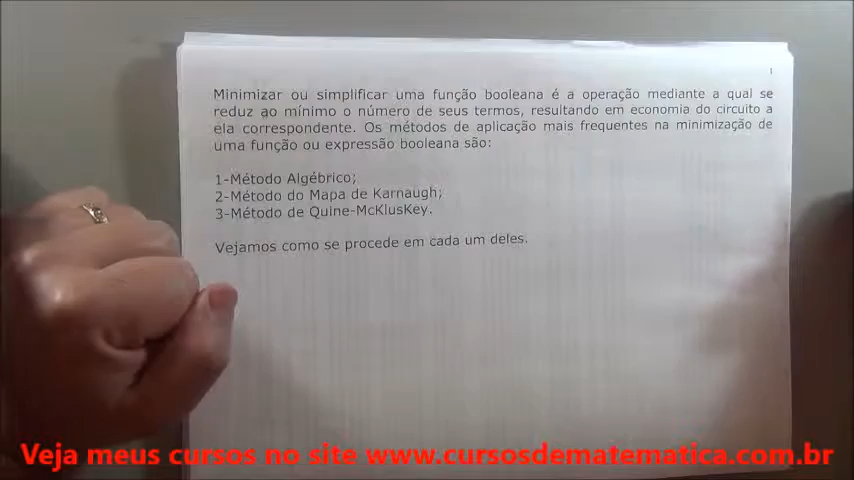 1
Minimizar ou simplificar uma função booleana é a operação mediante a qual se
reduz ao mínimo o número de seus termos, resultando em economia do circuito a
ela correspondente. Os métodos de aplicação mais frequentes na minimização de
uma função ou expressão booleana são:
1-Método Algébrico;
2-Método do Mapa de Karnaugh;
3-Método de Quine-McKlusKey.
Vejamos como se procede em cada um deles.
Veja meus cursos no site www.cursosdematematica.com.br